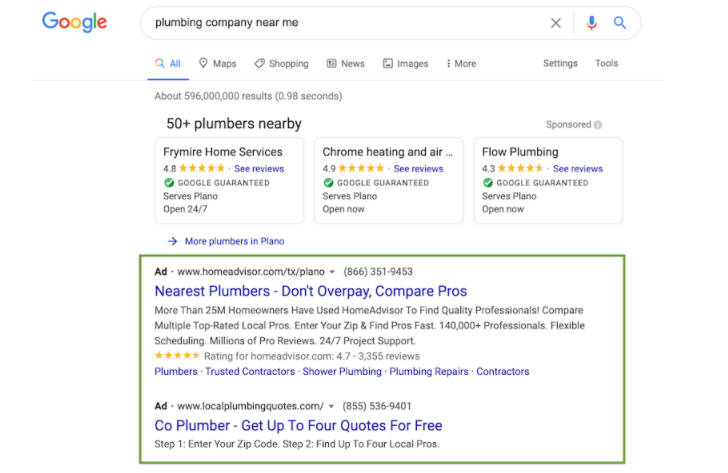 Google
plumbing company near me
All Maps Shopping News Images More Settings Tools
About 596,000,000 results (0.98 seconds)
50+ plumbers nearby Sponsored
Frymire Home Services
4.8 See reviews
GOOGLE GUARANTEED
Serves Plano
Open 24/7
Chrome heating and air ...
4.9 See reviews
GOOGLE GUARANTEED
Serves Plano
Open now
Flow Plumbing
4.3 See reviews
GOOGLE GUARANTEED
Serves Plano
Open now
More plumbers in Plano
Ad · www.homeadvisor.com/tx/plano (866) 351-9453
Nearest Plumbers - Don't Overpay, Compare Pros
More Than 25M Homeowners Have Used HomeAdvisor To Find Quality Professionals! Compare
Multiple Top-Rated Local Pros. Enter Your Zip & Find Pros Fast. 140,000+ Professionals. Flexible
Scheduling. Millions of Pro Reviews. 24/7 Project Support.
Rating for homeadvisor.com: 4.7 - 3,355 reviews
Plumbers · Trusted Contractors · Shower Plumbing · Plumbing Repairs · Contractors
Ad · www.localplumbingquotes.com/ (855) 536-9401
Co Plumber - Get Up To Four Quotes For Free
Step 1: Enter Your Zip Code. Step 2: Find Up To Four Local Pros.